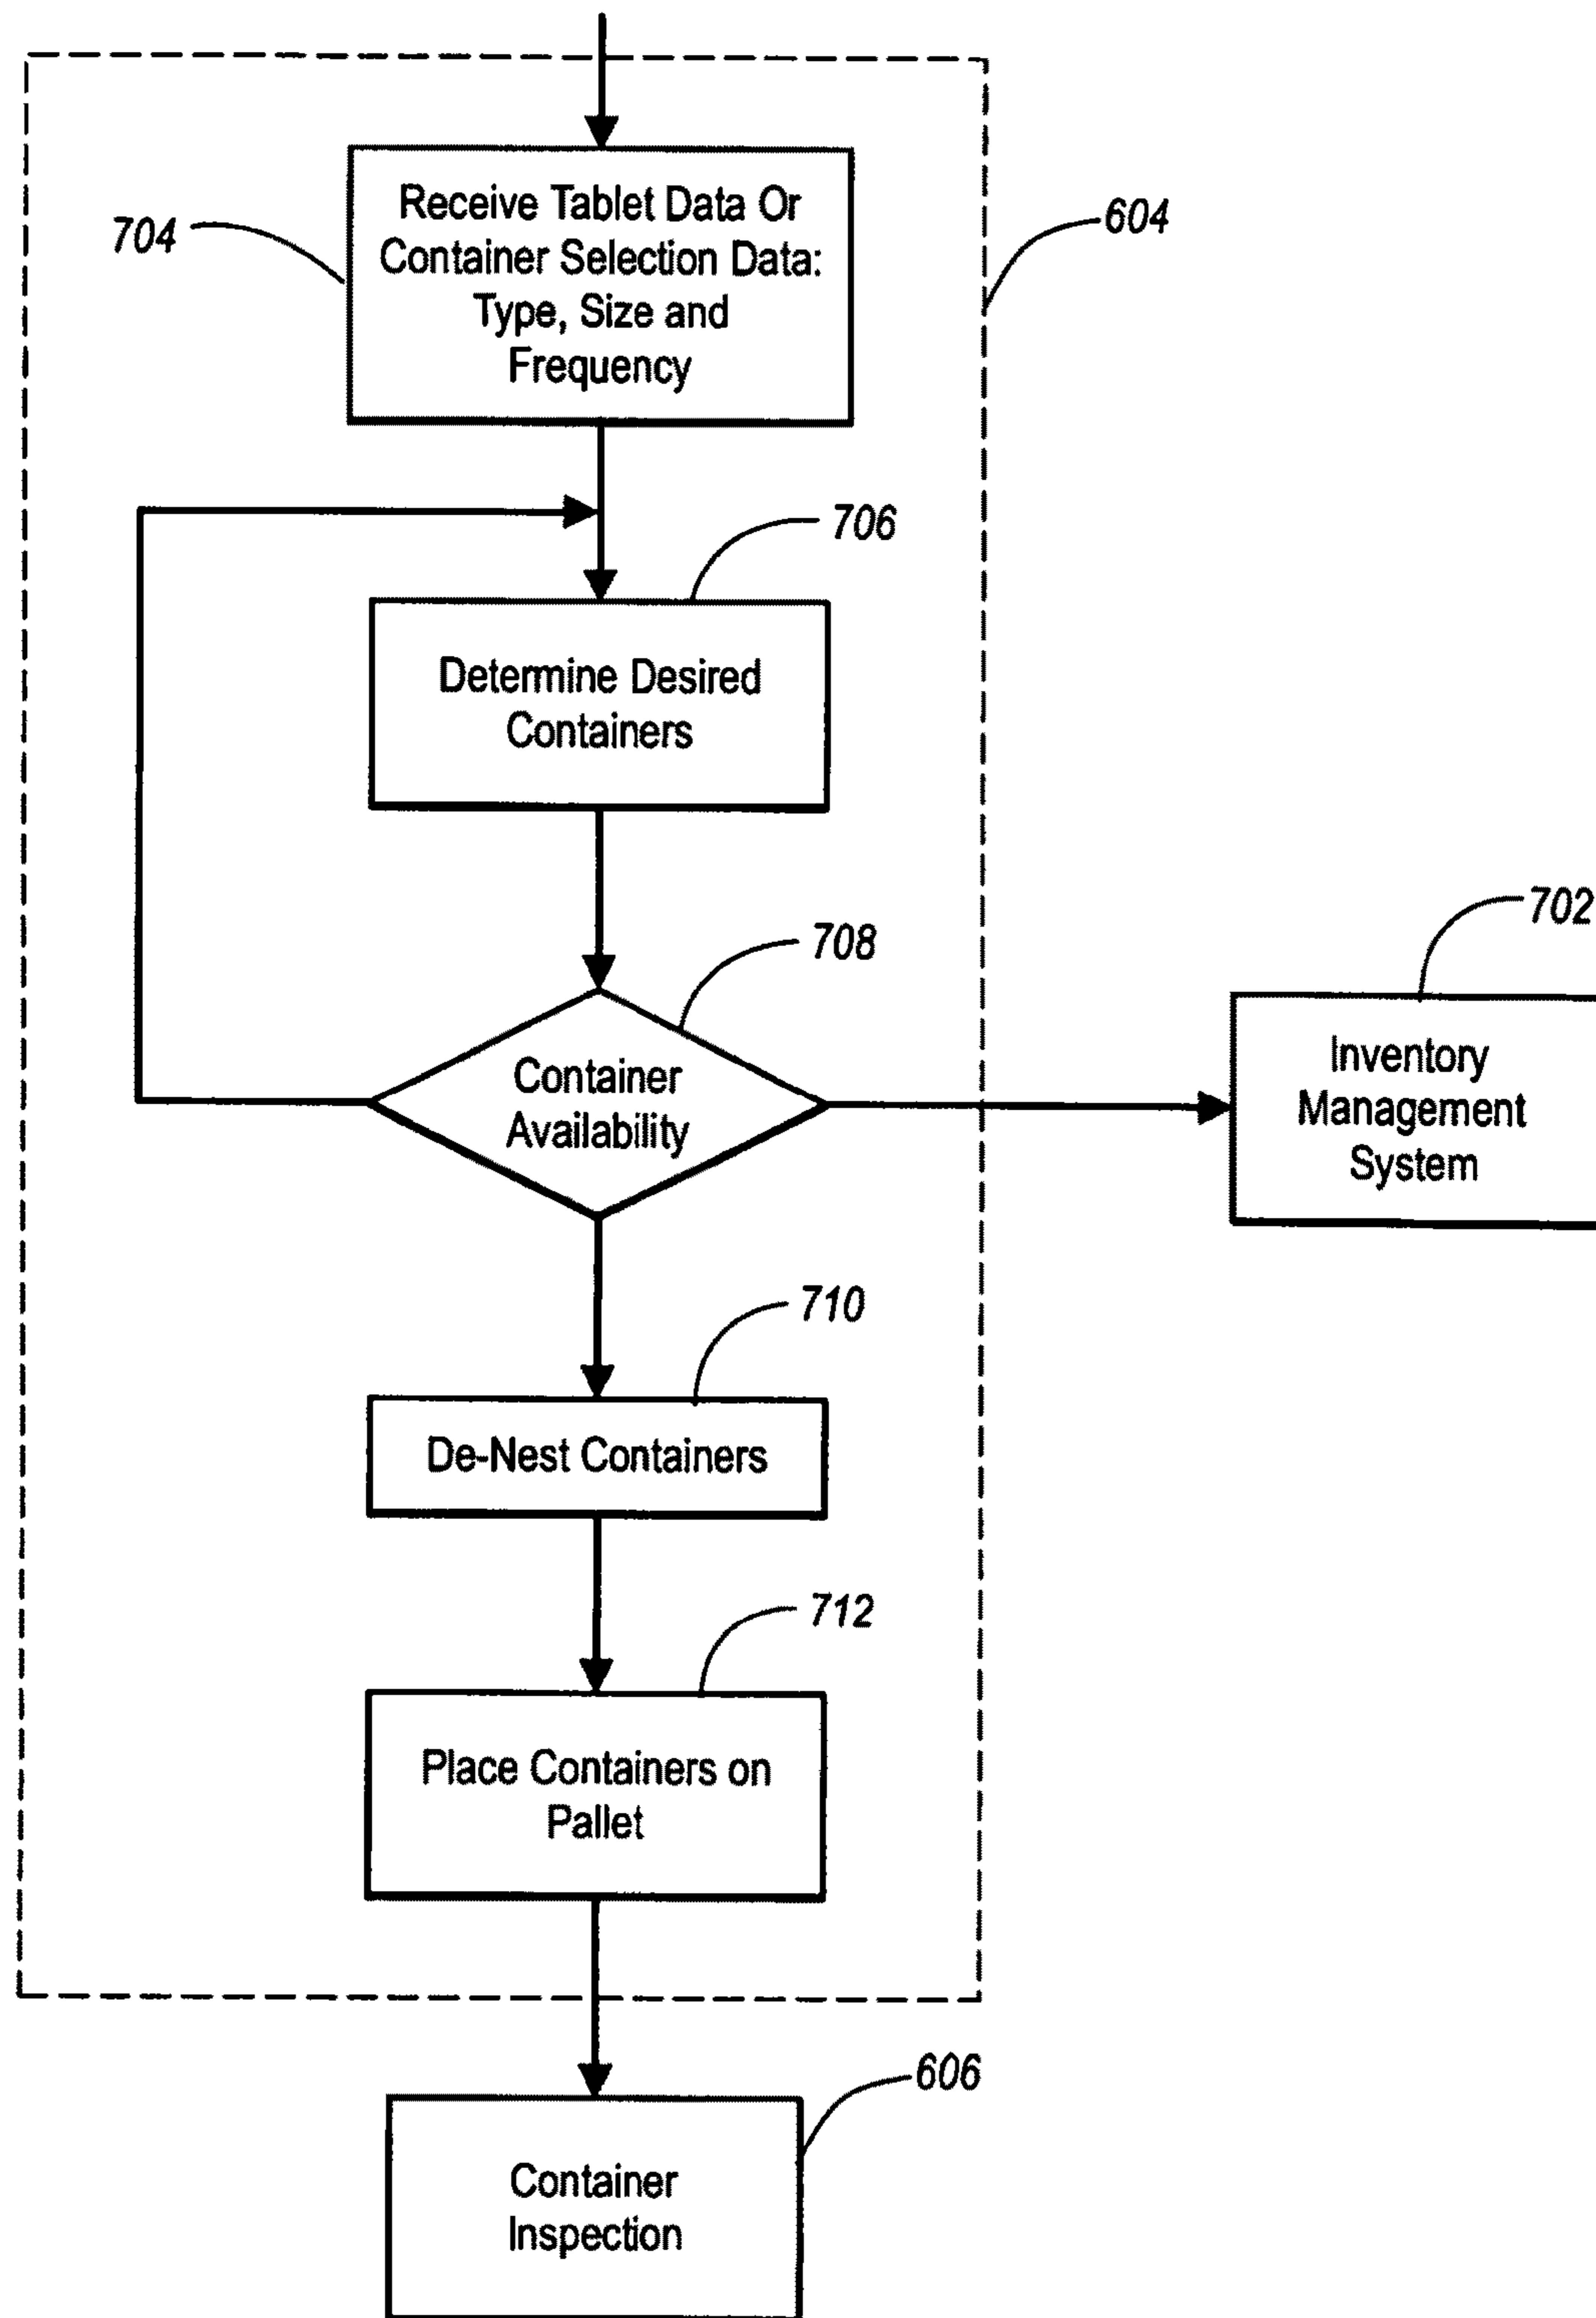 704
Receive Tablet Data Or
Container Selection Data:
Type, Size and
Frequency
604
706
Determine Desired
Containers
708
Container
Availability
702
Inventory
Management
System
710
De-Nest Containers
712
Place Containers on
Pallet
606
Container
Inspection